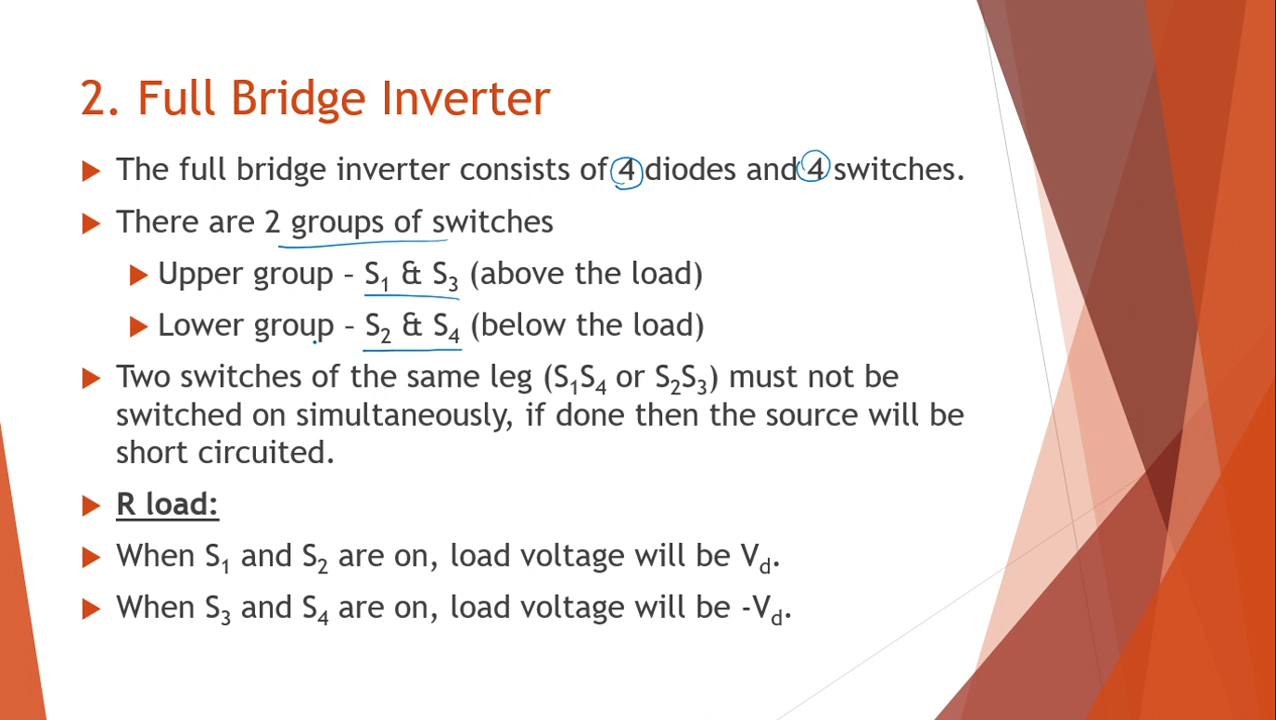 2. Full Bridge Inverter
The full bridge inverter consists of 4 diodes and 4 switches.
There are 2 groups of switches
Upper group – S₁ & S₃ (above the load)
Lower group – S₂ & S₄ (below the load)
Two switches of the same leg (S₁S₄ or S₂S₃) must not be
switched on simultaneously, if done then the source will be
short circuited.
R load:
When S₁ and S₂ are on, load voltage will be V_d.
When S₃ and S₄ are on, load voltage will be -V_d.